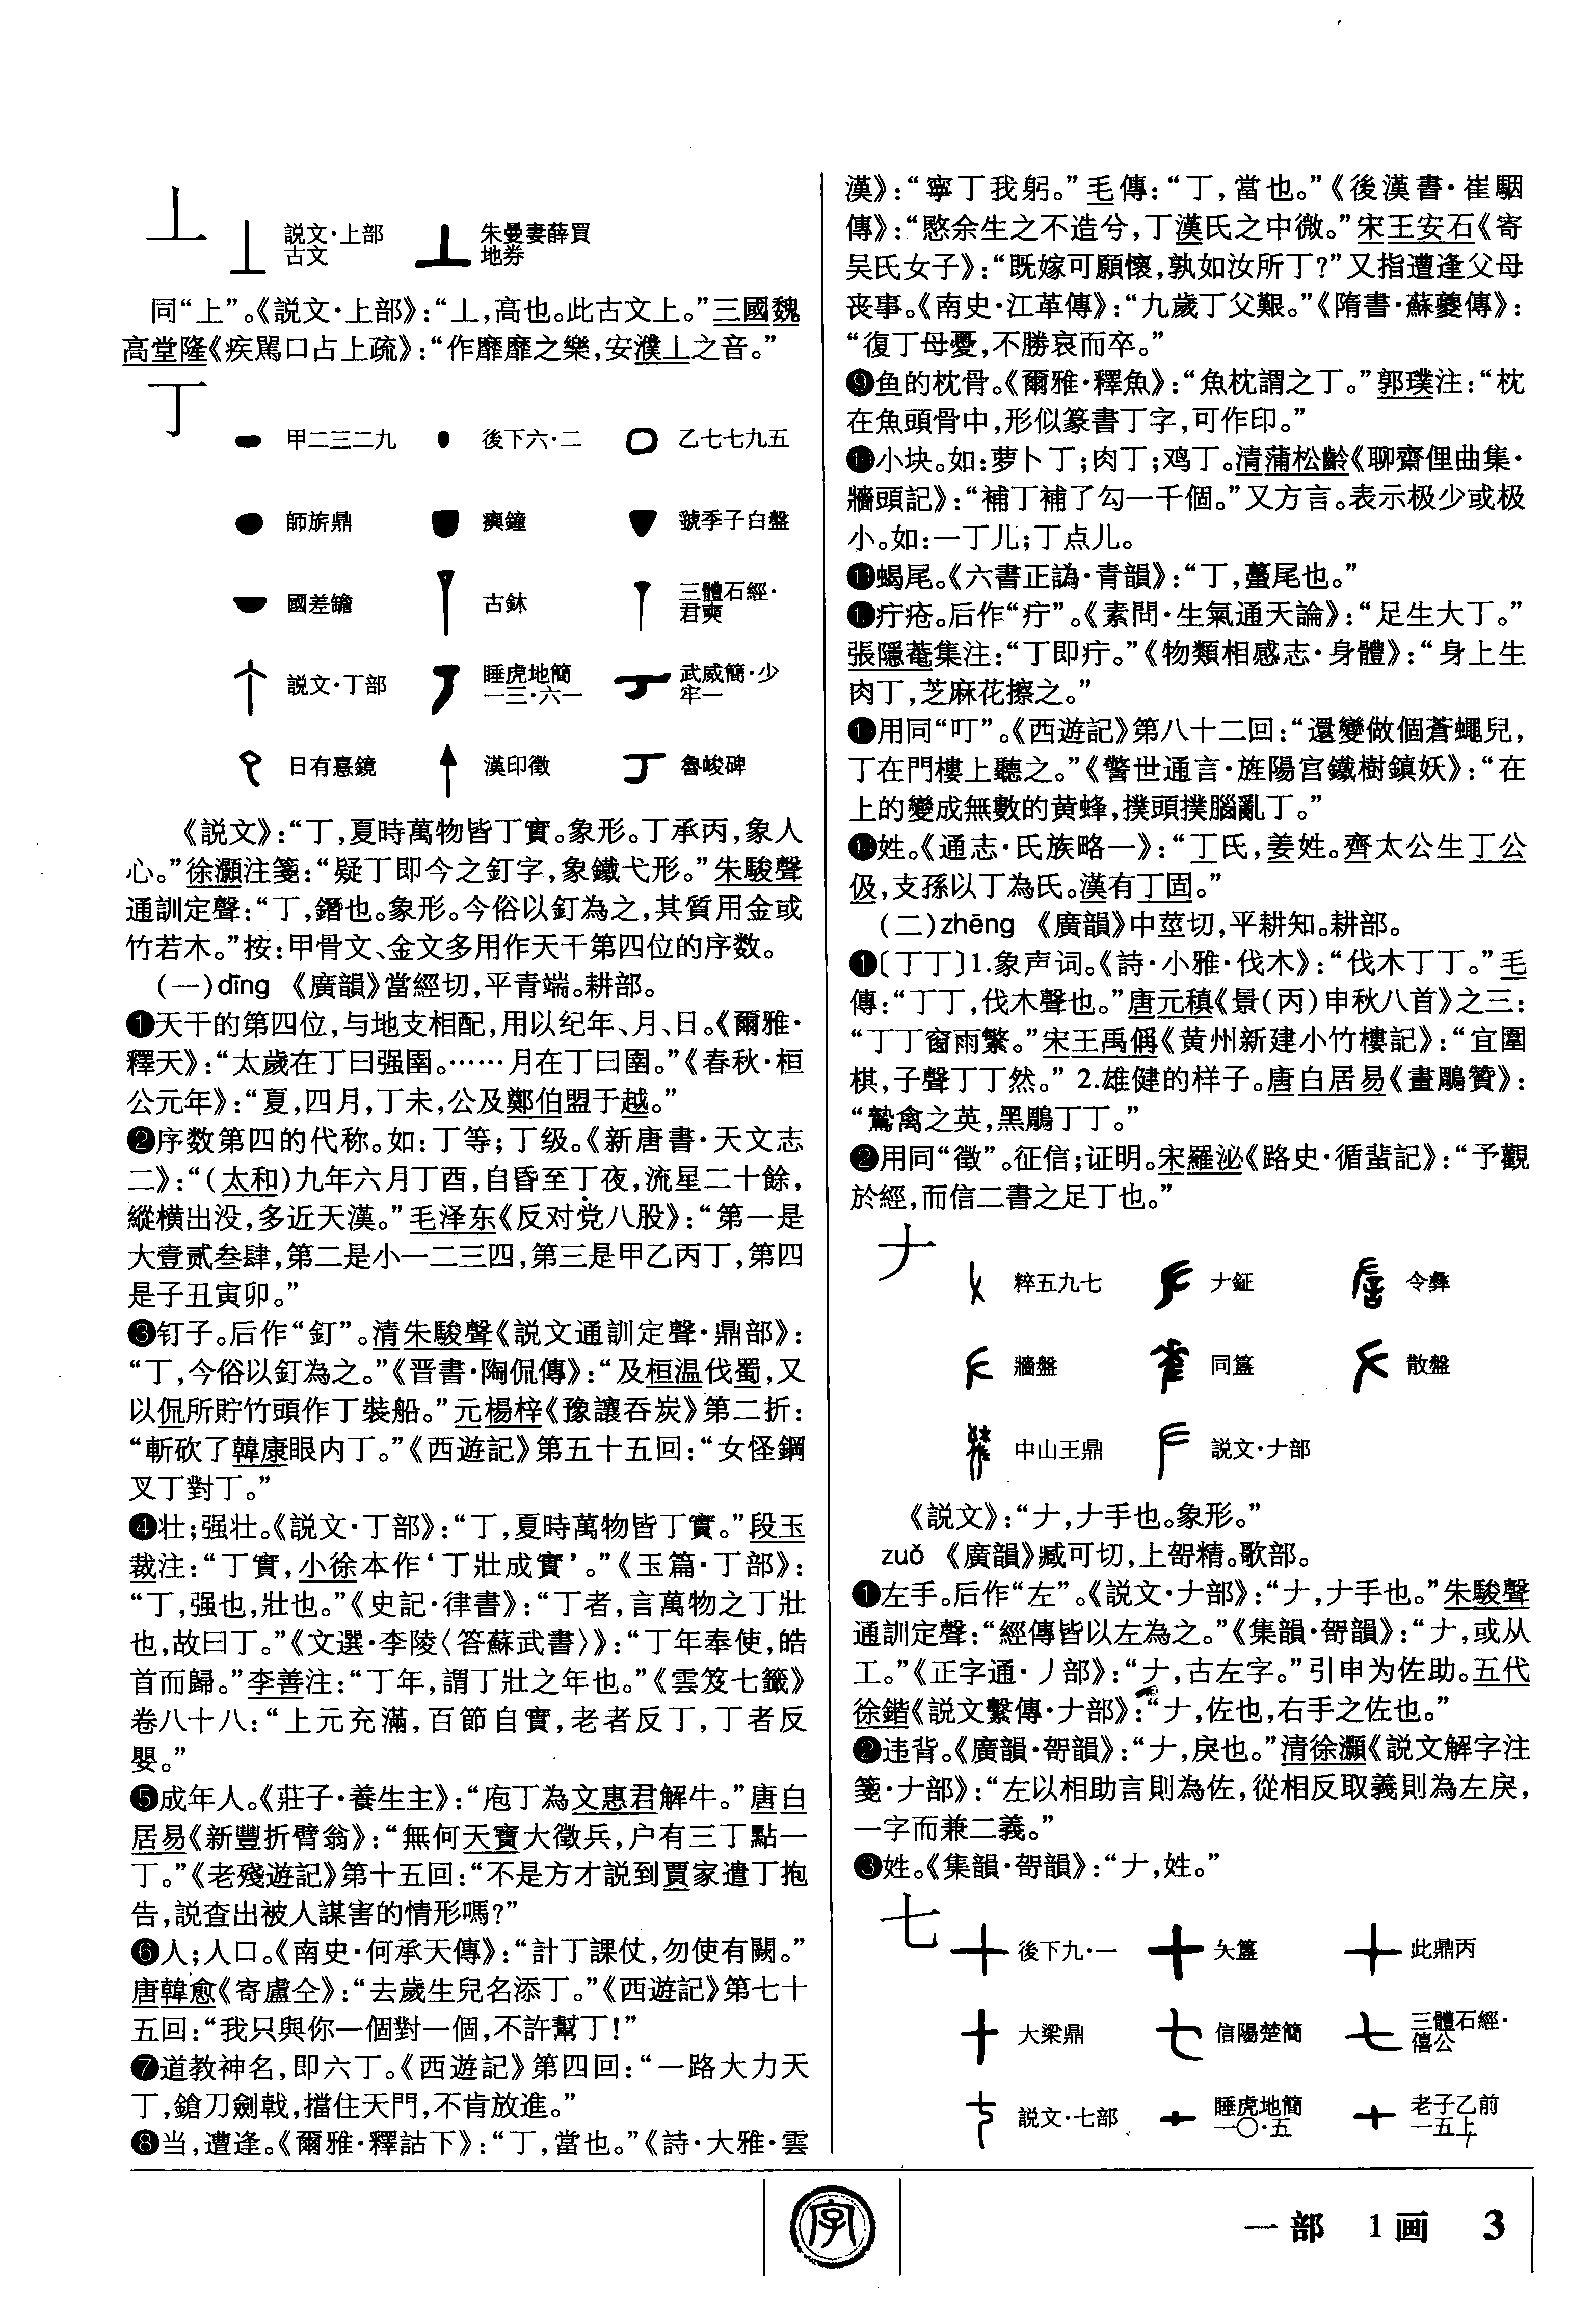 丄
説文·上部
古文
朱曼妻薛買
地券
同“上”。《説文·上部》：“丄，高也。此古文上。”三國魏
高堂隆《疾篤口占上疏》：“作靡靡之樂，安濮丄之音。”
丁
甲二三二九 後下六·二 乙七七九五
師旂鼎 𤼈鐘 虢季子白盤
國差𦉜 古鉥 三體石經·
君奭
説文·丁部 睡虎地簡
一三·六一 武威簡·少
牢一
日有憙鏡 漢印徵 魯峻碑
《説文》：“丁，夏時萬物皆丁實。象形。丁承丙，象人
心。”徐灝注箋：“疑丁即今之釘字，象鐵弋形。”朱駿聲
通訓定聲：“丁，鐕也。象形。今俗以釘為之，其質用金或
竹若木。”按：甲骨文、金文多用作天干第四位的序数。
（一）dīng 《廣韻》當經切，平青端。耕部。
❶天干的第四位，与地支相配，用以纪年、月、日。《爾雅·
釋天》：“太歲在丁曰强圉。……月在丁曰圉。”《春秋·桓
公元年》：“夏，四月，丁未，公及鄭伯盟于越。”
❷序数第四的代称。如：丁等；丁级。《新唐書·天文志
二》：“（太和）九年六月丁酉，自昏至丁夜，流星二十餘，
縱横出没，多近天漢。”毛泽东《反对党八股》：“第一是
大壹贰叁肆，第二是小一二三四，第三是甲乙丙丁，第四
是子丑寅卯。”
❸钉子。后作“釘”。清朱駿聲《説文通訓定聲·鼎部》：
“丁，今俗以釘為之。”《晋書·陶侃傳》：“及桓温伐蜀，又
以侃所貯竹頭作丁裝船。”元楊梓《豫讓吞炭》第二折：
“斬砍了韓康眼内丁。”《西遊記》第五十五回：“女怪鋼
叉丁對丁。”
❹壮；强壮。《説文·丁部》：“丁，夏時萬物皆丁實。”段玉
裁注：“丁實，小徐本作‘丁壯成實’。”《玉篇·丁部》：
“丁，强也，壯也。”《史記·律書》：“丁者，言萬物之丁壯
也，故曰丁。”《文選·李陵〈答蘇武書〉》：“丁年奉使，皓
首而歸。”李善注：“丁年，謂丁壯之年也。”《雲笈七籤》
卷八十八：“上元充滿，百節自實，老者反丁，丁者反
嬰。”
❺成年人。《莊子·養生主》：“庖丁為文惠君解牛。”唐白
居易《新豐折臂翁》：“無何天寶大徵兵，户有三丁點一
丁。”《老殘遊記》第十五回：“不是方才説到賈家遣丁抱
告，説查出被人謀害的情形嗎？”
❻人；人口。《南史·何承天傳》：“計丁課仗，勿使有闕。”
唐韓愈《寄盧仝》：“去歲生兒名添丁。”《西遊記》第七十
五回：“我只與你一個對一個，不許幫丁！”
❼道教神名，即六丁。《西遊記》第四回：“一路大力天
丁，鎗刀劍戟，擋住天門，不肯放進。”
❽当，遭逢。《爾雅·釋詁下》：“丁，當也。”《詩·大雅·雲
漢》：“寧丁我躬。”毛傳：“丁，當也。”《後漢書·崔駰
傳》：“愍余生之不造兮，丁漢氏之中微。”宋王安石《寄
吴氏女子》：“既嫁可願懷，孰如汝所丁？”又指遭逢父母
丧事。《南史·江革傳》：“九歲丁父艱。”《隋書·蘇夔傳》：
“復丁母憂，不勝哀而卒。”
❾鱼的枕骨。《爾雅·釋魚》：“魚枕謂之丁。”郭璞注：“枕
在魚頭骨中，形似篆書丁字，可作印。”
❿小块。如：萝卜丁；肉丁；鸡丁。清蒲松齡《聊齋俚曲集·
牆頭記》：“補丁補了勾一千個。”又方言。表示极少或极
小。如：一丁儿；丁点儿。
⓫蝎尾。《六書正譌·青韻》：“丁，蠆尾也。”
⓬疔疮。后作“疔”。《素問·生氣通天論》：“足生大丁。”
張隱菴集注：“丁即疔。”《物類相感志·身體》：“身上生
肉丁，芝麻花擦之。”
⓭用同“叮”。《西遊記》第八十二回：“還變做個蒼蠅兒，
丁在門樓上聽之。”《警世通言·旌陽宫鐵樹鎮妖》：“在
上的變成無數的黄蜂，撲頭撲腦亂丁。”
⓮姓。《通志·氏族略一》：“丁氏，姜姓。齊太公生丁公
伋，支孫以丁為氏。漢有丁固。”
（二）zhēng 《廣韻》中莖切，平耕知。耕部。
❶〔丁丁〕1.象声词。《詩·小雅·伐木》：“伐木丁丁。”毛
傳：“丁丁，伐木聲也。”唐元稹《景（丙）申秋八首》之三：
“丁丁窗雨繁。”宋王禹偁《黄州新建小竹樓記》：“宜圍
棋，子聲丁丁然。” 2.雄健的样子。唐白居易《畫鵰贊》：
“鷙禽之英，黑鵰丁丁。”
❷用同“徵”。征信；证明。宋羅泌《路史·循蜚記》：“予觀
於經，而信二書之足丁也。”
𠂇
粹五九七 𠂇鉦 令彝
牆盤 同簋 散盤
中山王鼎 説文·𠂇部
《説文》：“𠂇，𠂇手也。象形。”
zuǒ 《廣韻》臧可切，上哿精。歌部。
❶左手。后作“左”。《説文·𠂇部》：“𠂇，𠂇手也。”朱駿聲
通訓定聲：“經傳皆以左為之。”《集韻·哿韻》：“𠂇，或从
工。”《正字通·丿部》：“𠂇，古左字。”引申为佐助。五代
徐鍇《説文繫傳·𠂇部》：“𠂇，佐也，右手之佐也。”
❷违背。《廣韻·哿韻》：“𠂇，戾也。”清徐灝《説文解字注
箋·𠂇部》：“左以相助言則為佐，從相反取義則為左戾，
一字而兼二義。”
❸姓。《集韻·哿韻》：“𠂇，姓。”
七
後下九·一 夨簋 此鼎丙
大梁鼎 信陽楚簡 三體石經·
僖公
説文·七部 睡虎地簡
一〇·五 老子乙前
一五上
字
一部 1画 3